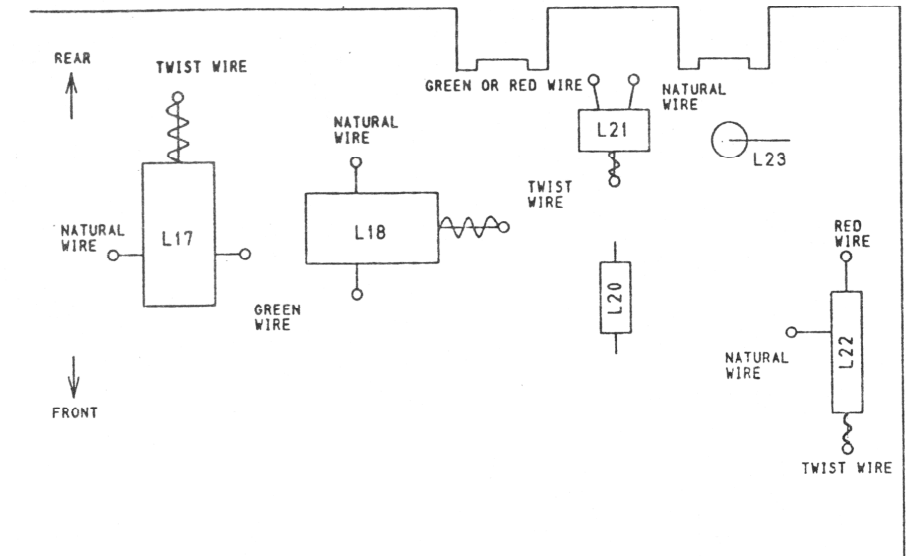 REAR
TWIST WIRE
GREEN OR RED WIRE
NATURAL
WIRE
NATURAL
WIRE
L21
L23
TWIST
WIRE
NATURAL
WIRE
L17
L18
RED
WIRE
GREEN
WIRE
L20
NATURAL
WIRE
L22
FRONT
TWIST WIRE